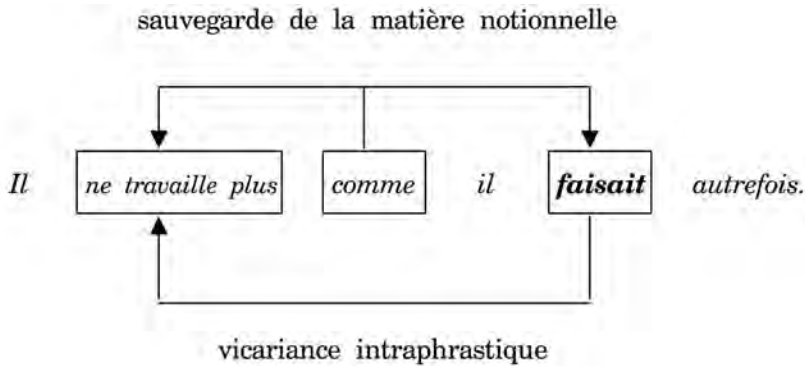 sauvegarde de la matière notionnelle
Il ne travaille plus comme il faisait autrefois.
vicariance intraphrastique